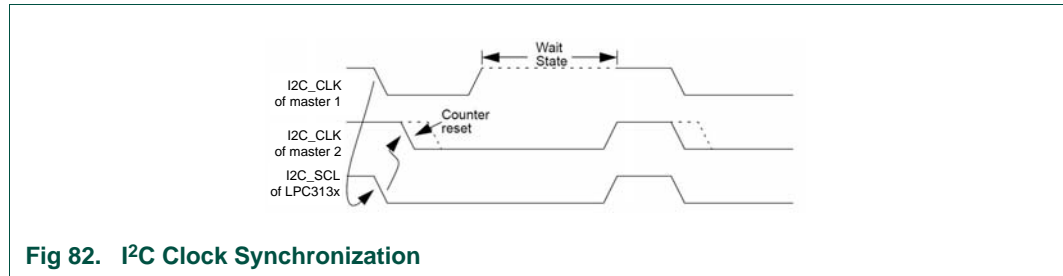 Wait
State
I2C_CLK
of master 1
Counter
reset
I2C_CLK
of master 2
I2C_SCL
of LPC313x
Fig 82. I²C Clock Synchronization